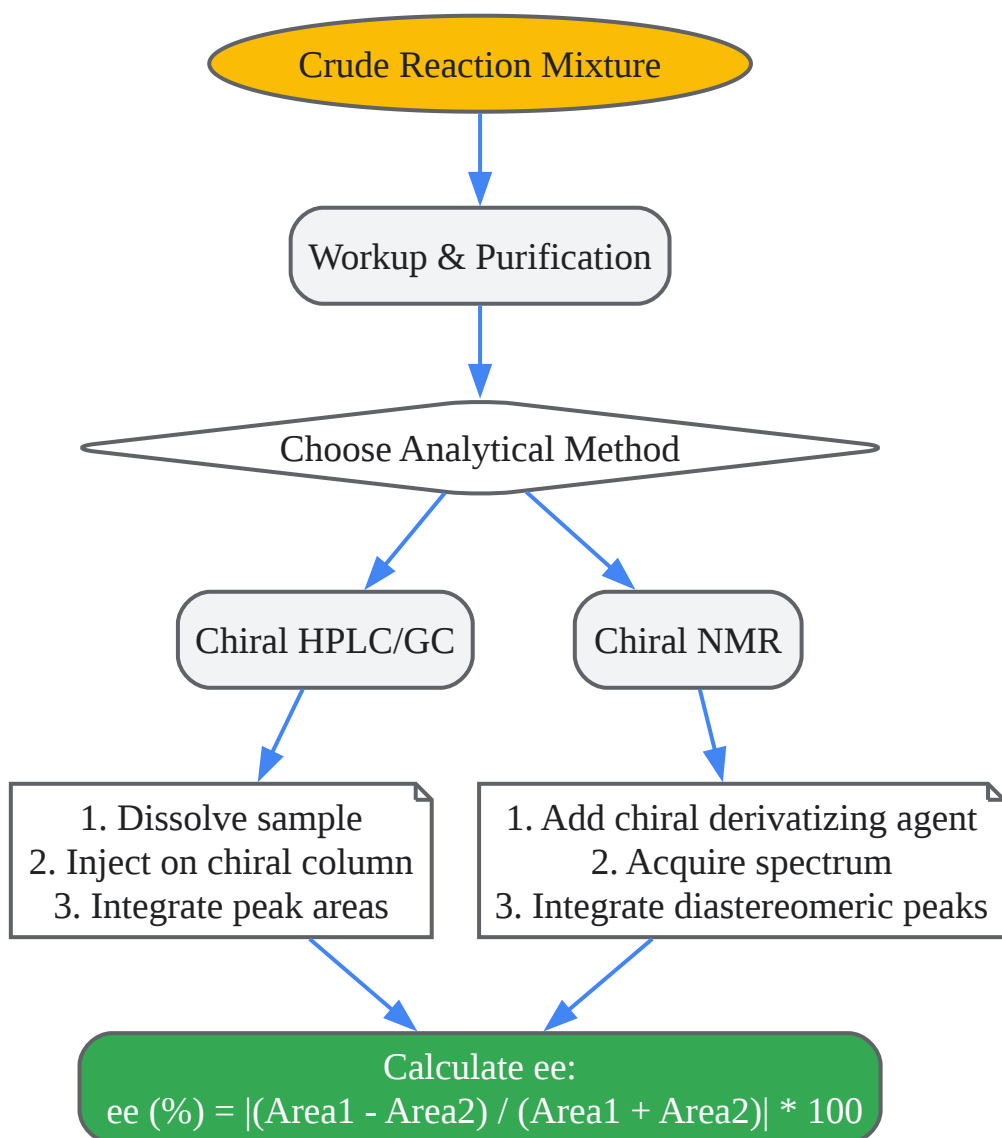 Crude Reaction Mixture
Workup & Purification
Choose Analytical Method
Chiral HPLC/GC
Chiral NMR
1. Dissolve sample
2. Inject on chiral column
3. Integrate peak areas
1. Add chiral derivatizing agent
2. Acquire spectrum
3. Integrate diastereomeric peaks
Calculate ee:
ee (%) = |(Area1 - Area2) / (Area1 + Area2)| * 100